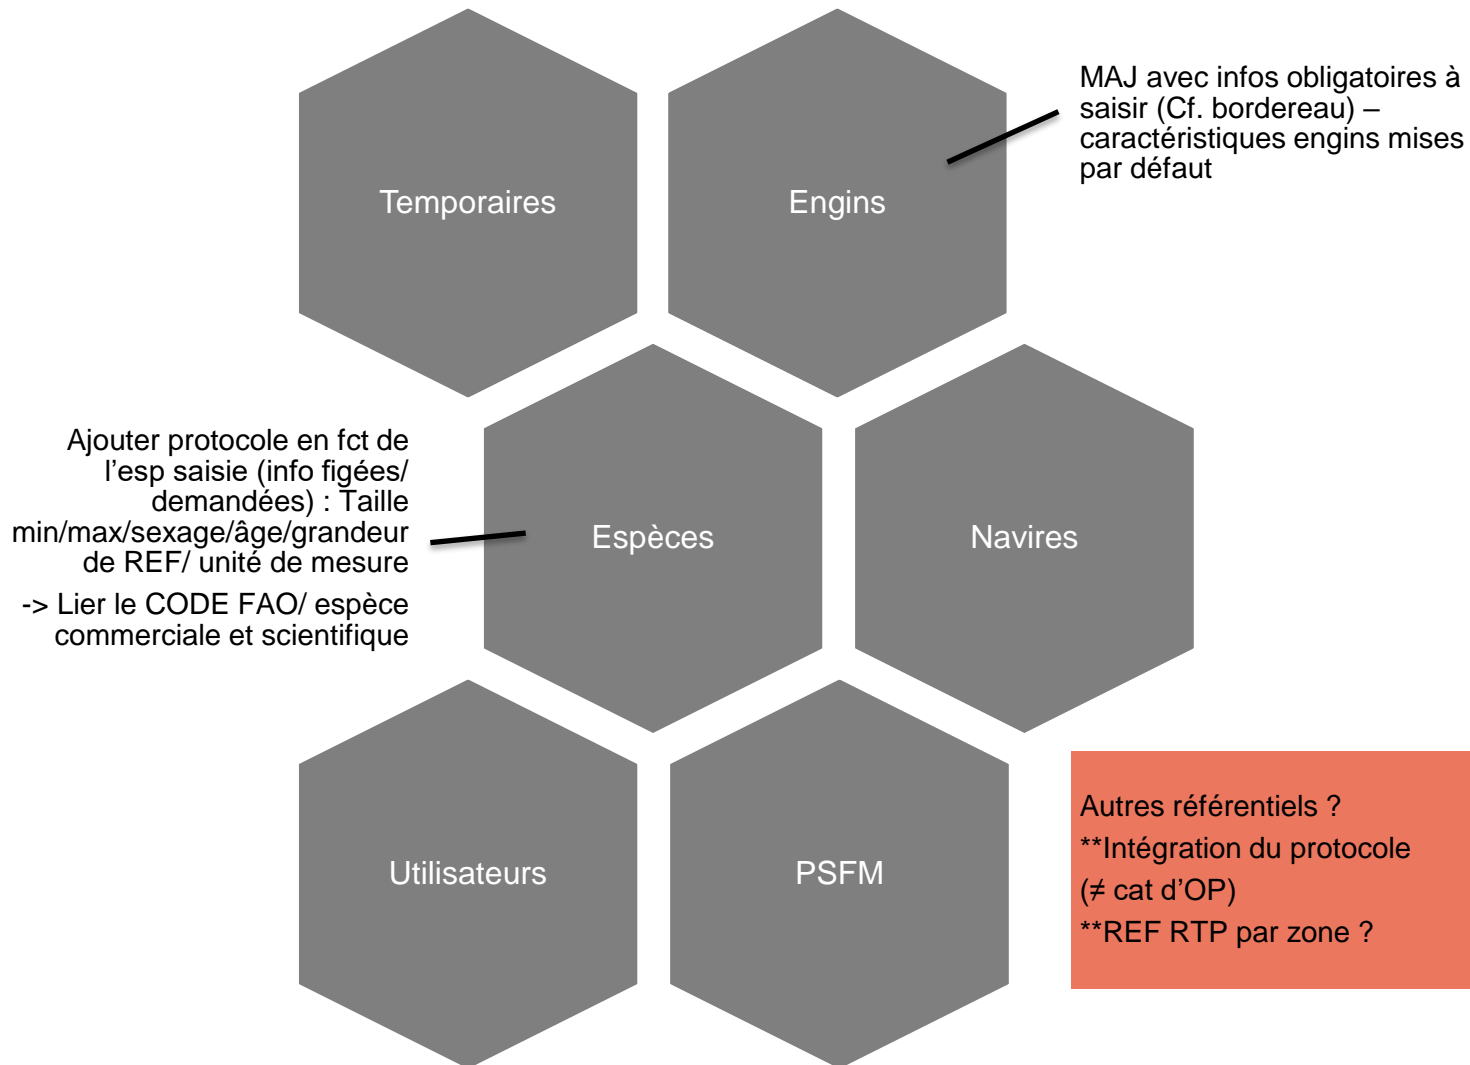 MAJ avec infos obligatoires à
saisir (Cf. bordereau) –
caractéristiques engins mises
par défaut
Temporaires
Engins
Ajouter protocole en fct de
l’esp saisie (info figées/
demandées) : Taille
min/max/sexage/âge/grandeur
de REF/ unité de mesure
-> Lier le CODE FAO/ espèce
commerciale et scientifique
Espèces
Navires
Utilisateurs
PSFM
Autres référentiels ?
**Intégration du protocole
(≠ cat d’OP)
**REF RTP par zone ?